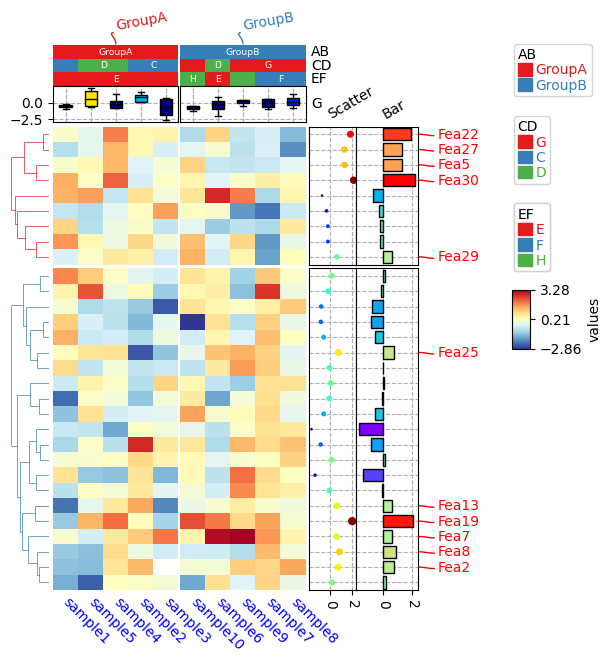 GroupA
GroupB
AB
GroupA
GroupB
GroupA
GroupB
AB
D
C
D
G
CD
E
H
E
F
EF
Scatter
Bar
CD
G
C
D
0.0
−2.5
G
Fea22
Fea27
Fea5
Fea30
EF
E
F
H
Fea29
3.28
0.21
−2.86
values
Fea25
Fea13
Fea19
Fea7
Fea8
Fea2
0
2
0
2
Sample1
Sample5
Sample4
Sample2
Sample3
Sample10
Sample6
Sample9
Sample7
Sample8